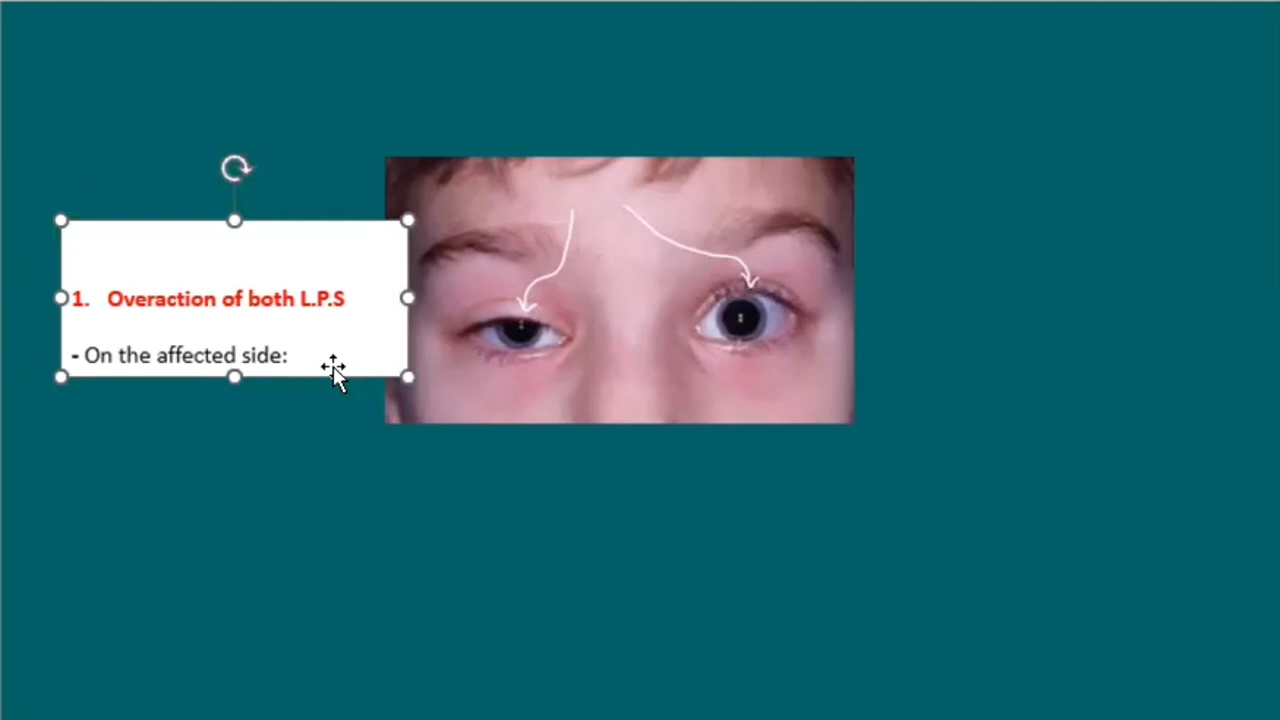 1. Overaction of both L.P.S
- On the affected side: